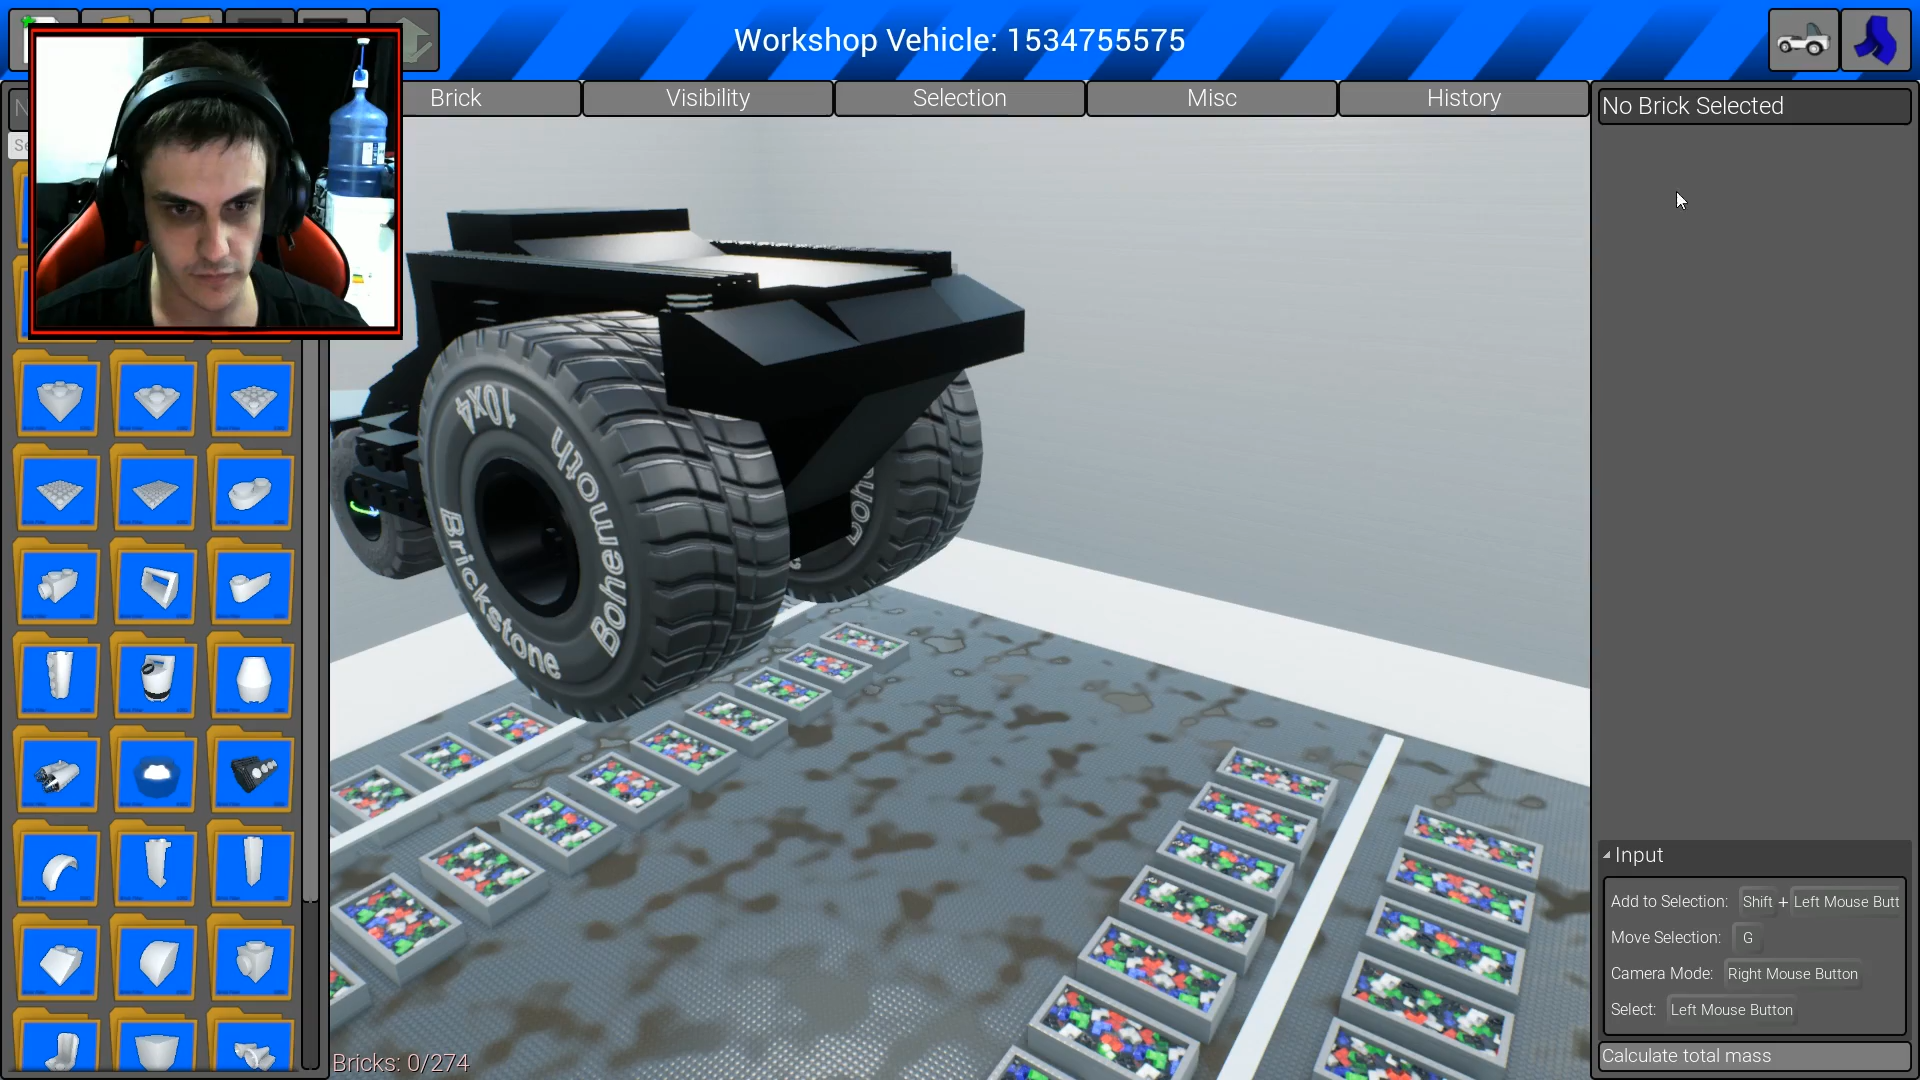 Workshop Vehicle: 1534755575
Brick
Visibility
Selection
Misc
History
No Brick Selected
10x4
Bohemoth
Brickstone
Input
Add to Selection: Shift + Left Mouse Butt
Move Selection: G
Camera Mode: Right Mouse Button
Select: Left Mouse Button
Calculate total mass
Bricks: 0/274